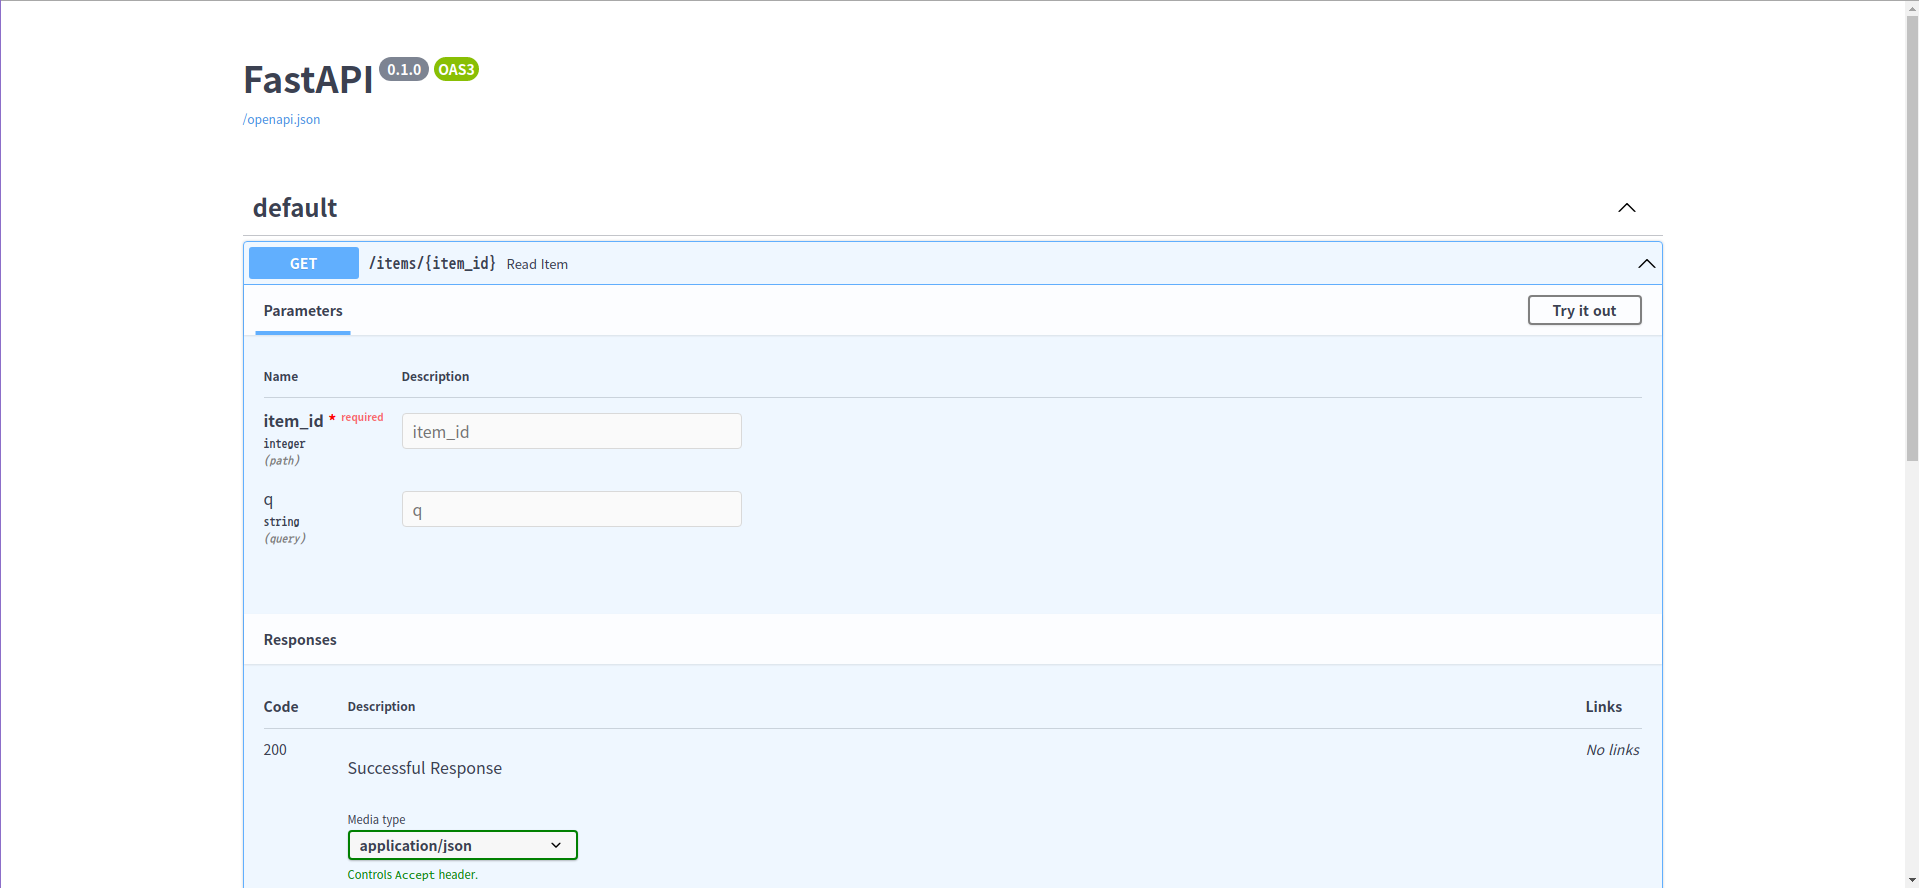 FastAPI 0.1.0 OAS3
/openapi.json
default
GET /items/{item_id} Read Item
Parameters Try it out
Name Description
item_id * required item_id
integer
(path)
q q
string
(query)
Responses
Code Description Links
200 No links
Successful Response
Media type
application/json
Controls Accept header.